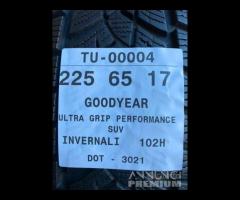 TU-00004
225 65 17
GOODYEAR
ULTRA GRIP PERFORMANCE
SUV
INVERNALI 102H
DOT - 3021
ANNUNCI
PREMIUM